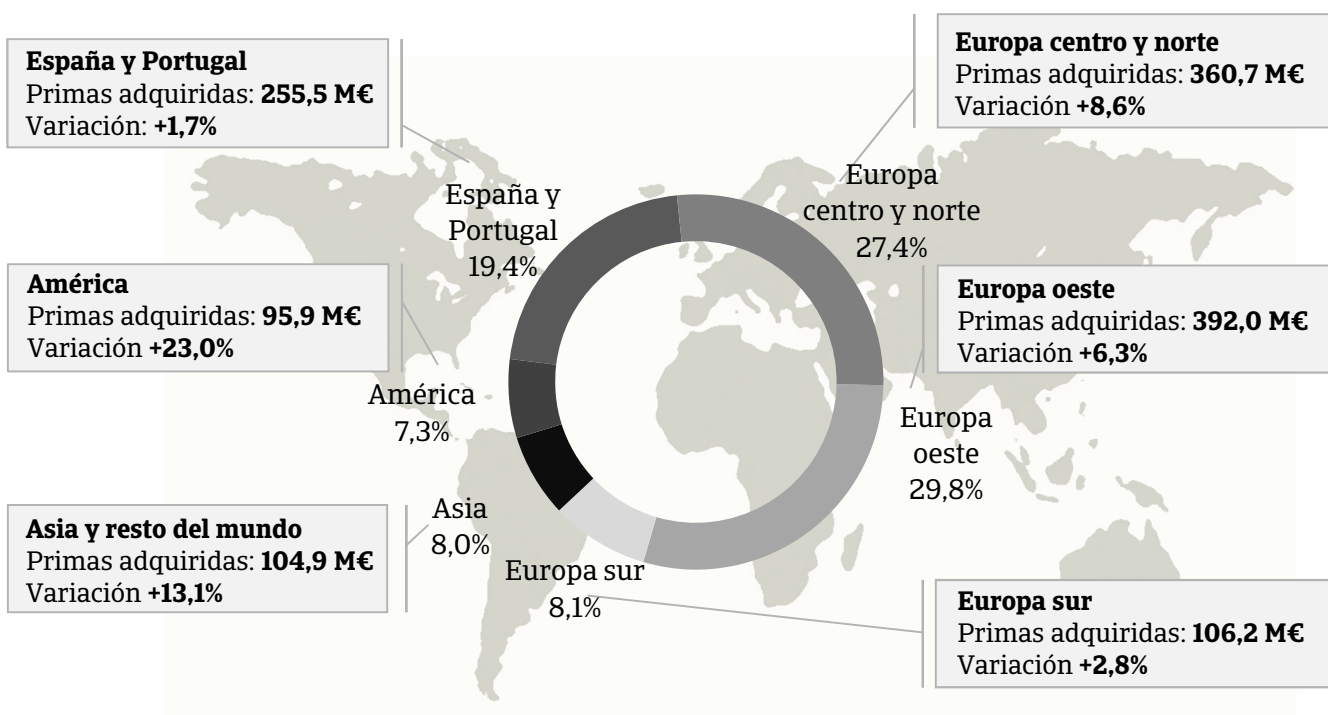 España y Portugal
Primas adquiridas: 255,5 M€
Variación: +1,7%
América
Primas adquiridas: 95,9 M€
Variación +23,0%
Asia y resto del mundo
Primas adquiridas: 104,9 M€
Variación +13,1%
España y
Portugal
19,4%
América
7,3%
Asia
8,0%
Europa sur
8,1%
Europa
centro y norte
27,4%
Europa
oeste
29,8%
Europa centro y norte
Primas adquiridas: 360,7 M€
Variación +8,6%
Europa oeste
Primas adquiridas: 392,0 M€
Variación +6,3%
Europa sur
Primas adquiridas: 106,2 M€
Variación +2,8%